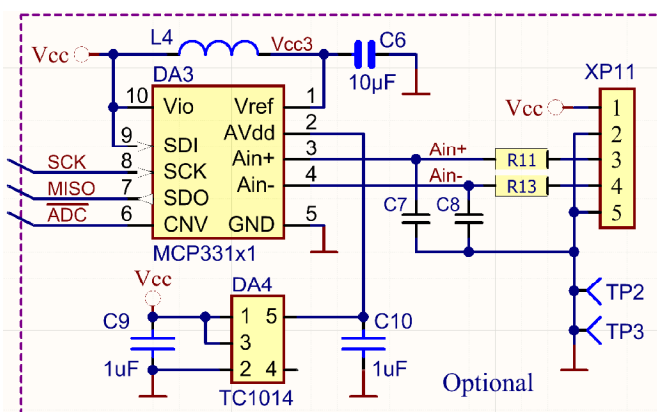 L4
Vcc
Vcc3
C6
10µF
DA3
XP11
10
Vio
Vref
1
Vcc
1
AVdd
2
2
9
SDI
Ain+
3
Ain+
R11
3
SCK
8
SCK
Ain-
4
Ain-
R13
4
MISO
7
SDO
C7
C8
5
ADC
6
CNV
GND
5
MCP331x1
Vcc
DA4
TP2
C9
1
5
C10
3
TP3
1uF
2
4
1uF
TC1014
Optional